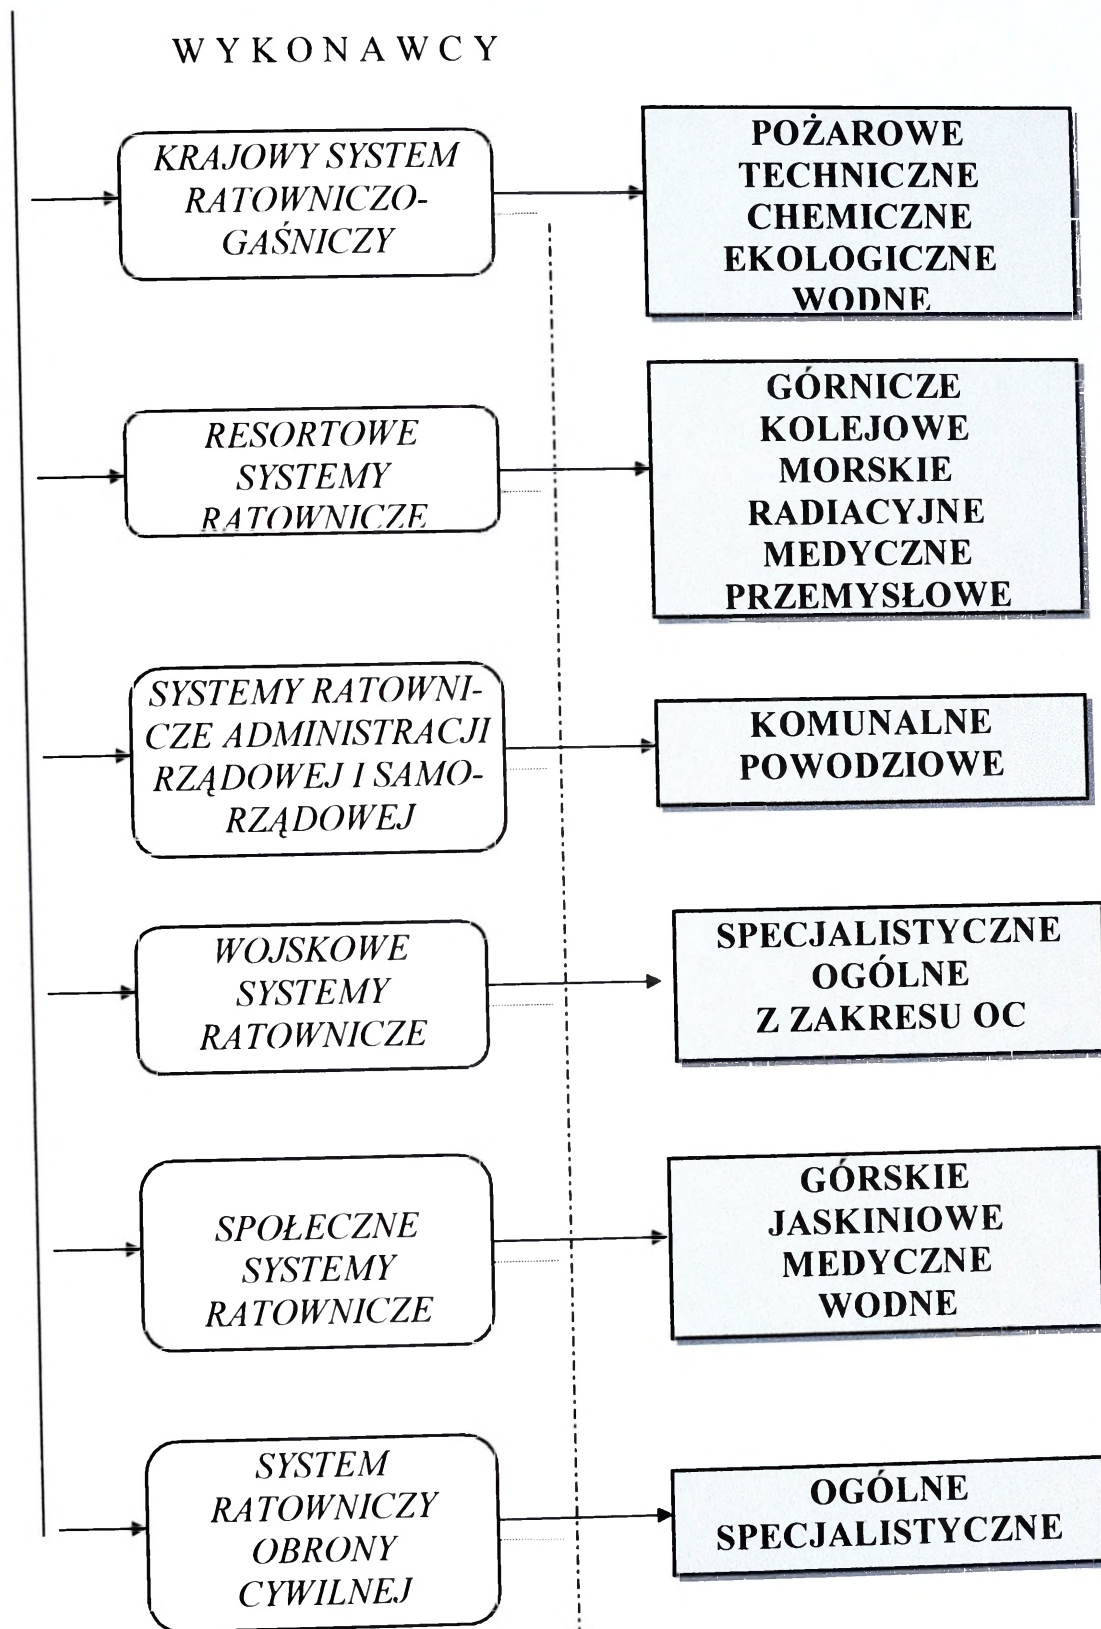 WYKONAWCY
KRAJOWY SYSTEM
RATOWNICZO-
GAŚNICZY
POŻAROWE
TECHNICZNE
CHEMICZNE
EKOLOGICZNE
WODNE
RESORTOWE
SYSTEMY
RATOWNICZE
GÓRNICZE
KOLEJOWE
MORSKIE
RADIACYJNE
MEDYCZNE
PRZEMYSŁOWE
SYSTEMY RATOWNI-
CZE ADMINISTRACJI
RZĄDOWEJ I SAMO-
RZĄDOWEJ
KOMUNALNE
POWODZIOWE
WOJSKOWE
SYSTEMY
RATOWNICZE
SPECJALISTYCZNE
OGÓLNE
Z ZAKRESU OC
SPOŁECZNE
SYSTEMY
RATOWNICZE
GÓRSKIE
JASKINIOWE
MEDYCZNE
WODNE
SYSTEM
RATOWNICZY
OBRONY
CYWILNEJ
OGÓLNE
SPECJALISTYCZNE